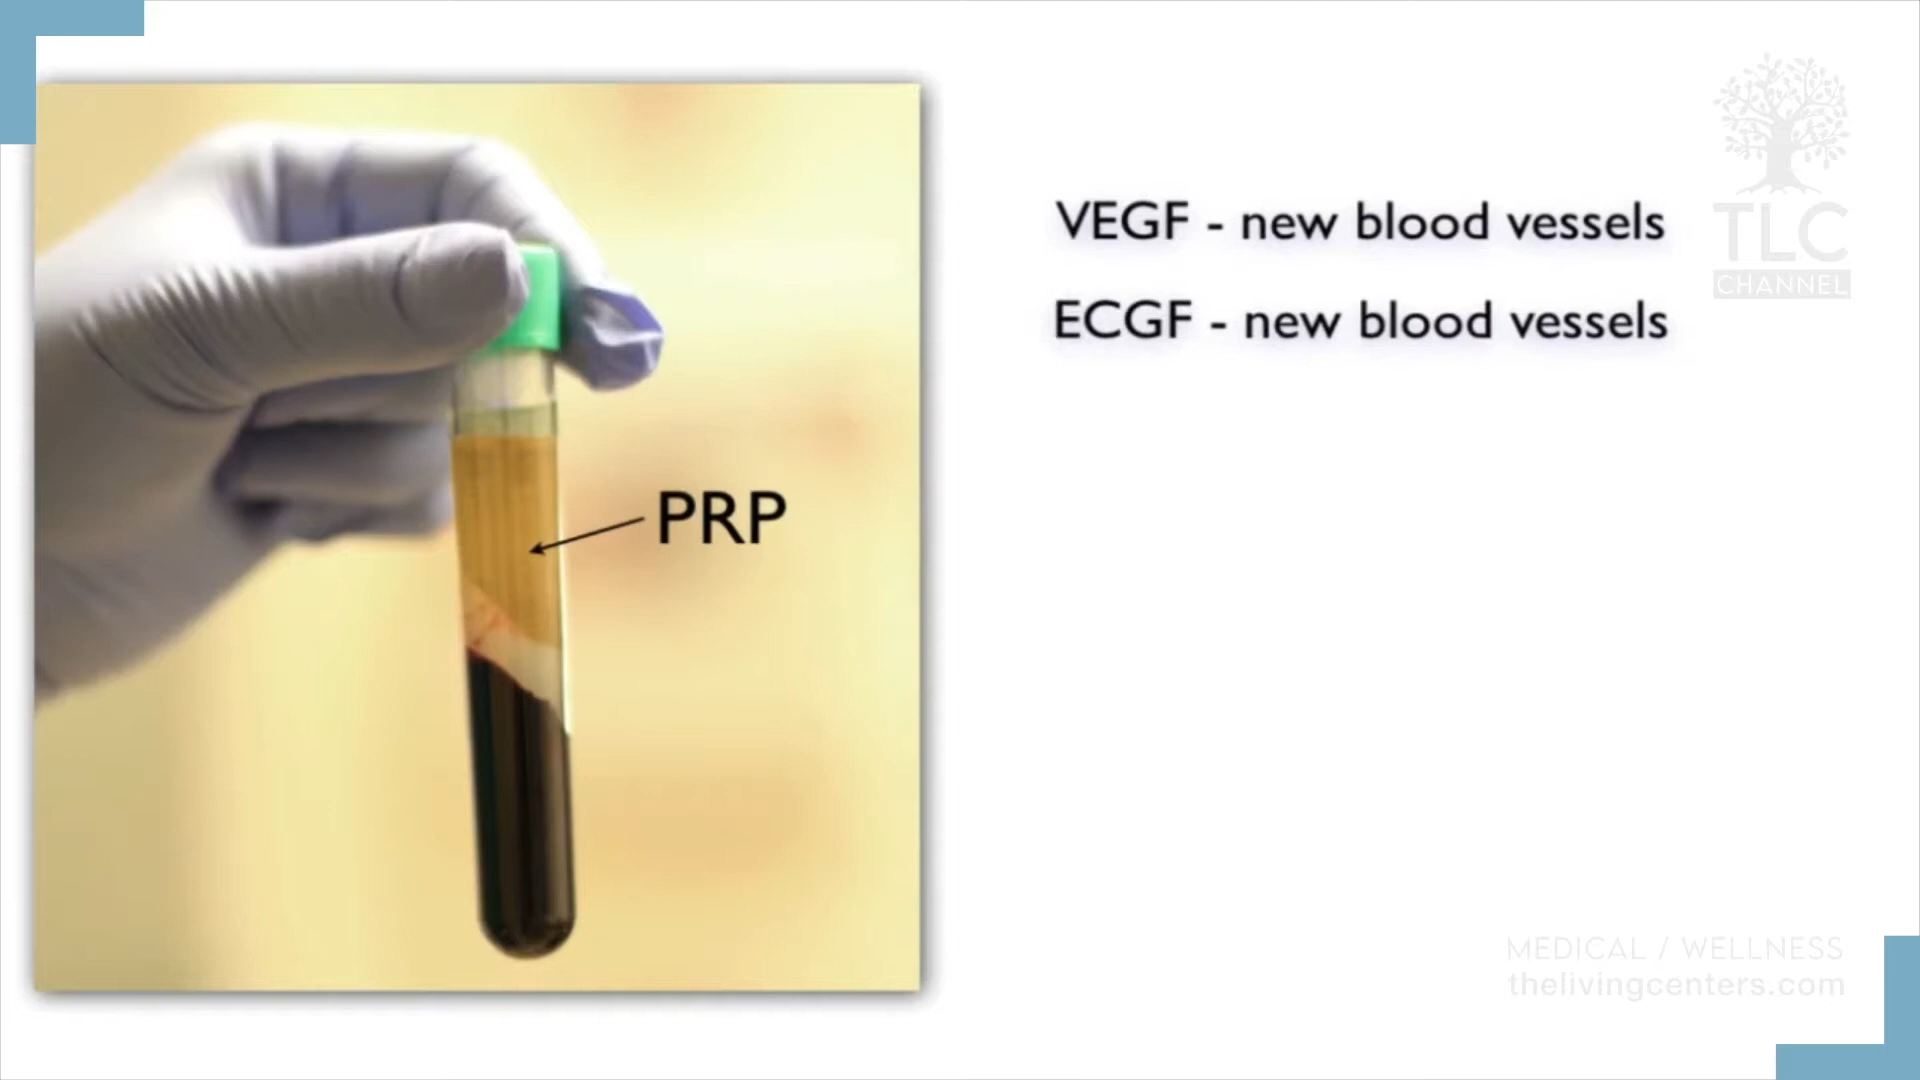 VEGF - new blood vessels
ECGF - new blood vessels
PRP
TLC
CHANNEL
MEDICAL / WELLNESS
thelivingcenters.com